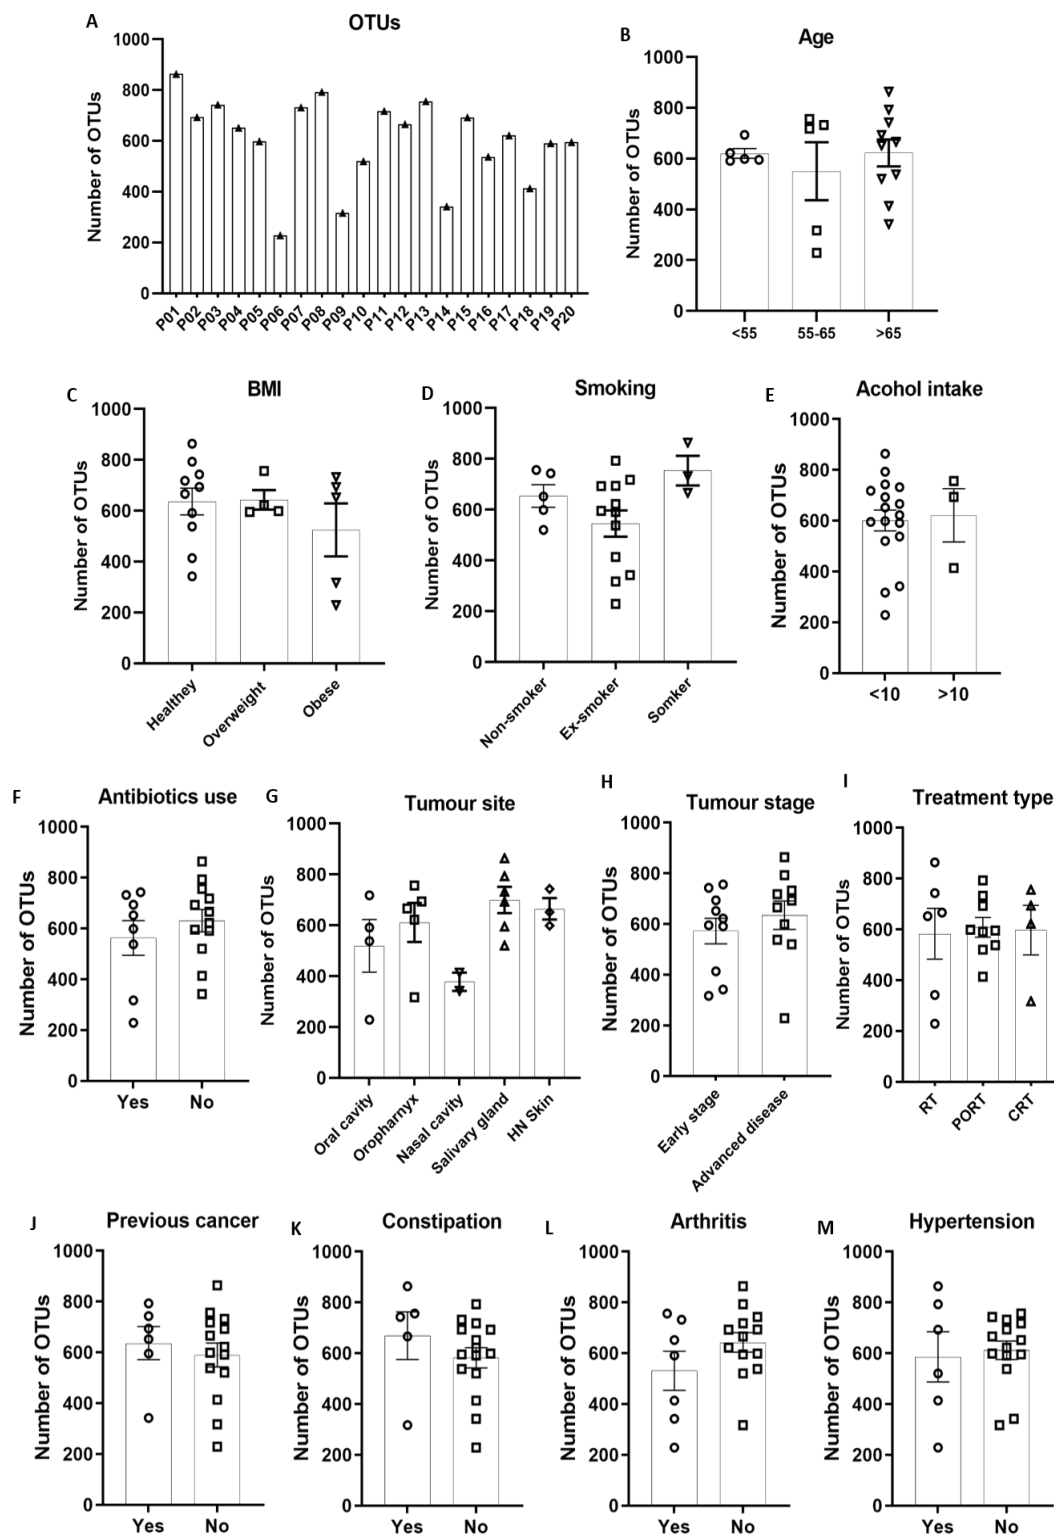 A
OTUs
Number of OTUs
1000
800
600
400
200
0
P01 P02 P03 P04 P05 P06 P07 P08 P09 P10 P11 P12 P13 P14 P15 P16 P17 P18 P19 P20
B
Age
Number of OTUs
1000
800
600
400
200
0
<55 55-65 >65
C
BMI
Number of OTUs
1000
800
600
400
200
0
Healthey Overweight Obese
D
Smoking
Number of OTUs
1000
800
600
400
200
0
Non-smoker Ex-smoker Somker
E
Acohol intake
Number of OTUs
1000
800
600
400
200
0
<10 >10
F
Antibiotics use
Number of OTUs
1000
800
600
400
200
0
Yes No
G
Tumour site
Number of OTUs
1000
800
600
400
200
0
Oral cavity Oropharnyx Nasal cavity Salivary gland HN Skin
H
Tumour stage
Number of OTUs
1000
800
600
400
200
0
Early stage Advanced disease
I
Treatment type
Number of OTUs
1000
800
600
400
200
0
RT PORT CRT
J
Previous cancer
Number of OTUs
1000
800
600
400
200
0
Yes No
K
Constipation
Number of OTUs
1000
800
600
400
200
0
Yes No
L
Arthritis
Number of OTUs
1000
800
600
400
200
0
Yes No
M
Hypertension
Number of OTUs
1000
800
600
400
200
0
Yes No